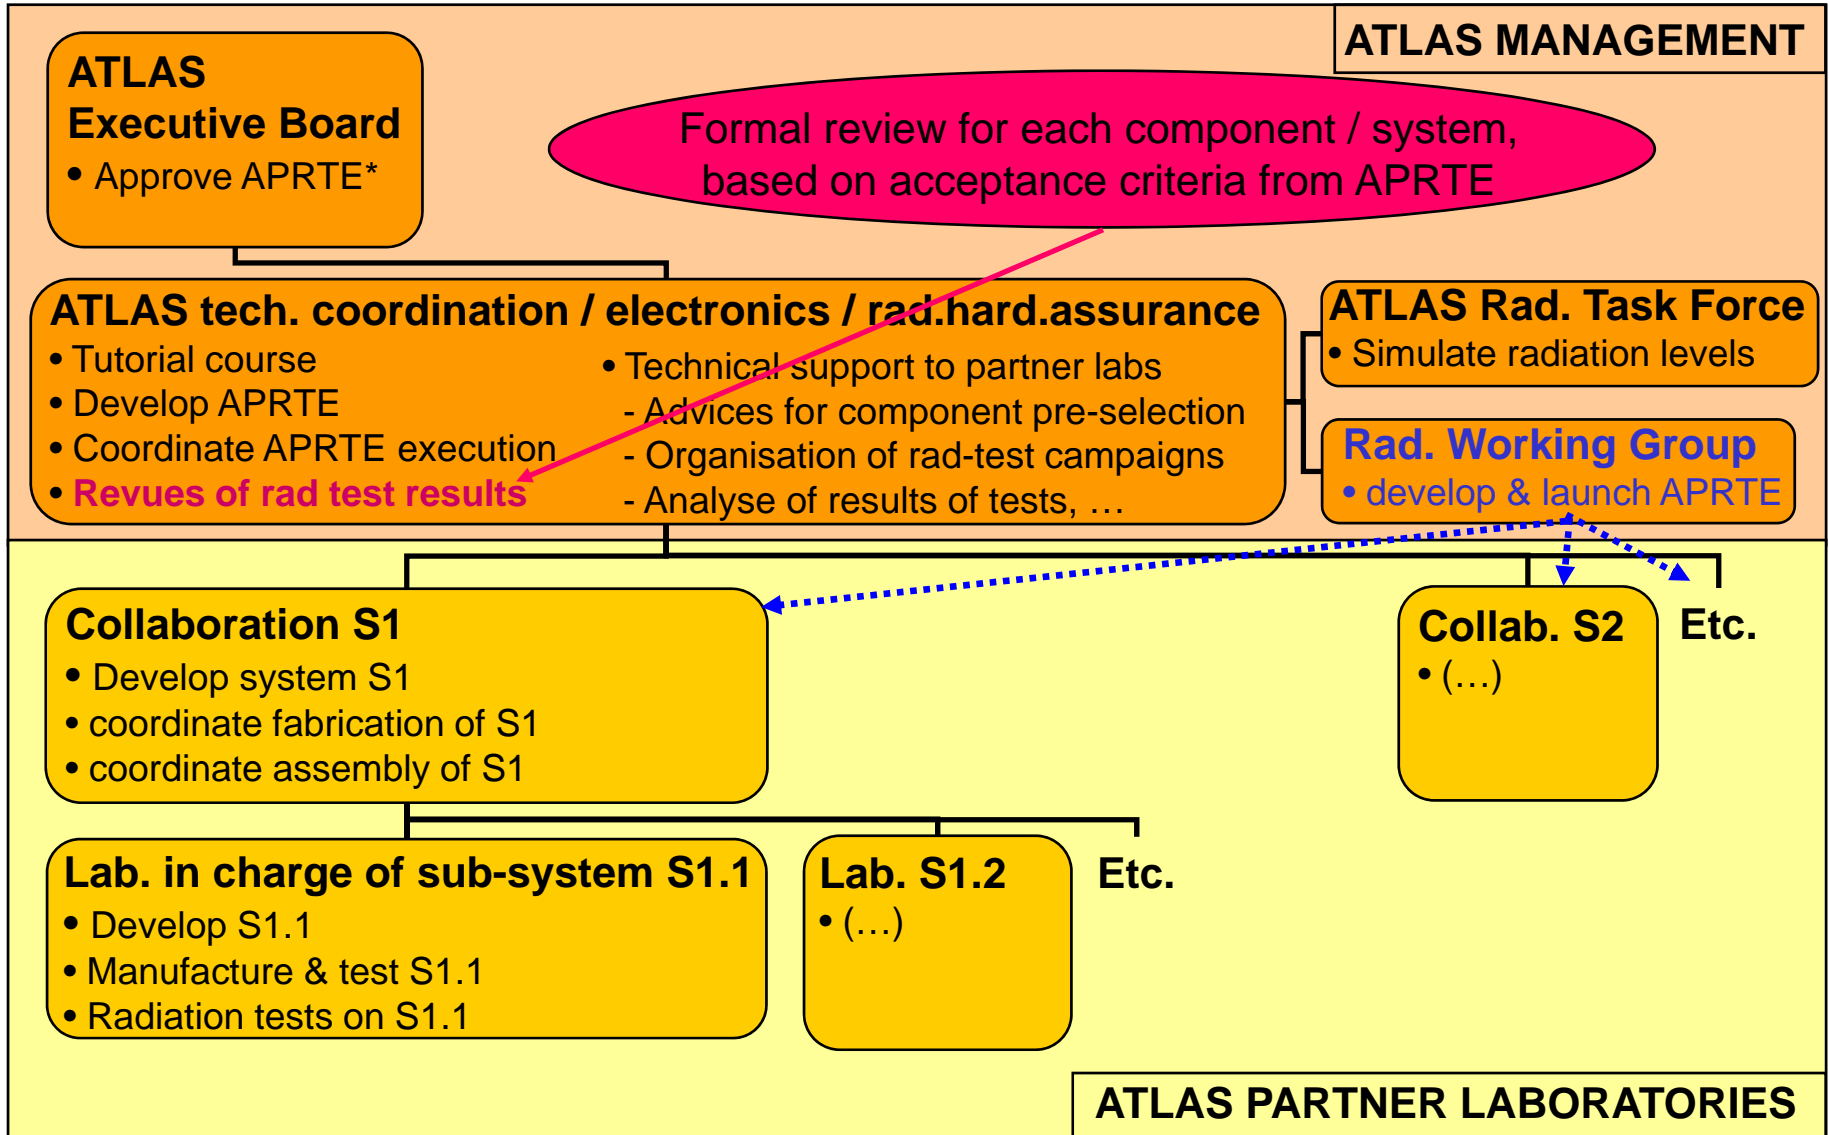 ATLAS MANAGEMENT
ATLAS
Executive Board
• Approve APRTE*
Formal review for each component / system,
based on acceptance criteria from APRTE
ATLAS tech. coordination / electronics / rad.hard.assurance
• Tutorial course
• Develop APRTE
• Coordinate APRTE execution
• Revues of rad test results
• Technical support to partner labs
- Advices for component pre-selection
- Organisation of rad-test campaigns
- Analyse of results of tests, …
ATLAS Rad. Task Force
• Simulate radiation levels
Rad. Working Group
• develop & launch APRTE
Collaboration S1
• Develop system S1
• coordinate fabrication of S1
• coordinate assembly of S1
Collab. S2
• (…)
Etc.
Lab. in charge of sub-system S1.1
• Develop S1.1
• Manufacture & test S1.1
• Radiation tests on S1.1
Lab. S1.2
• (…)
Etc.
ATLAS PARTNER LABORATORIES